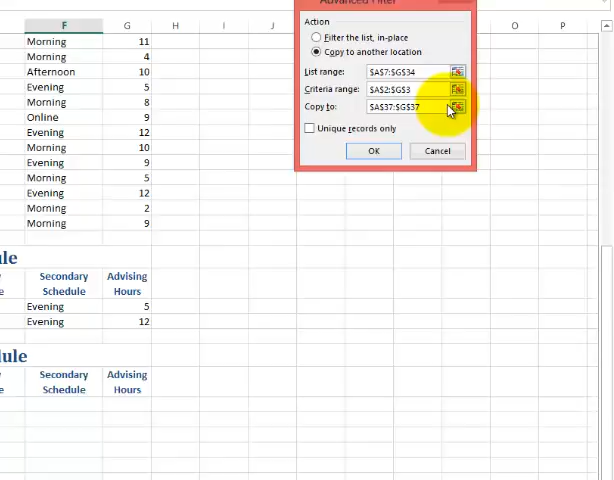 Advanced Filter
Action
Filter the list, in-place
Copy to another location
List range: $A$7:$G$34
Criteria range: $A$2:$G$3
Copy to: $A$37:$G$37
Unique records only
OK Cancel
F G H I J O P
Morning 11
Morning 4
Afternoon 10
Evening 5
Morning 8
Online 9
Evening 12
Morning 10
Evening 9
Morning 5
Evening 12
Morning 2
Morning 9
ule
Secondary Advising
Schedule Hours
Evening 5
Evening 12
dule
Secondary Advising
Schedule Hours